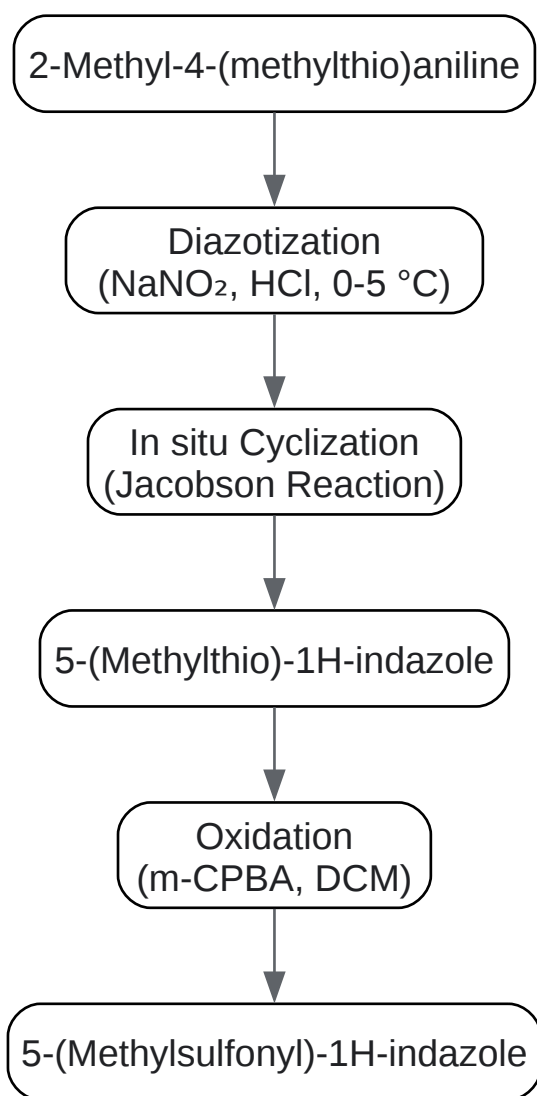 2-Methyl-4-(methylthio)aniline
Diazotization
(NaNO₂, HCl, 0-5 °C)
In situ Cyclization
(Jacobson Reaction)
5-(Methylthio)-1H-indazole
Oxidation
(m-CPBA, DCM)
5-(Methylsulfonyl)-1H-indazole